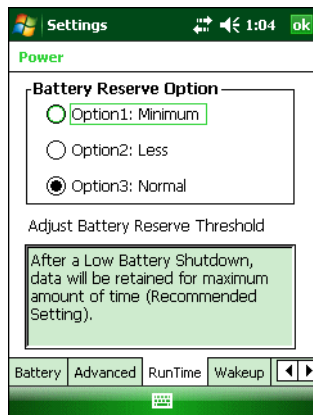 Settings 1:04 ok
Power
Battery Reserve Option
Option1: Minimum
Option2: Less
Option3: Normal
Adjust Battery Reserve Threshold
After a Low Battery Shutdown,
data will be retained for maximum
amount of time (Recommended
Setting).
Battery Advanced RunTime Wakeup